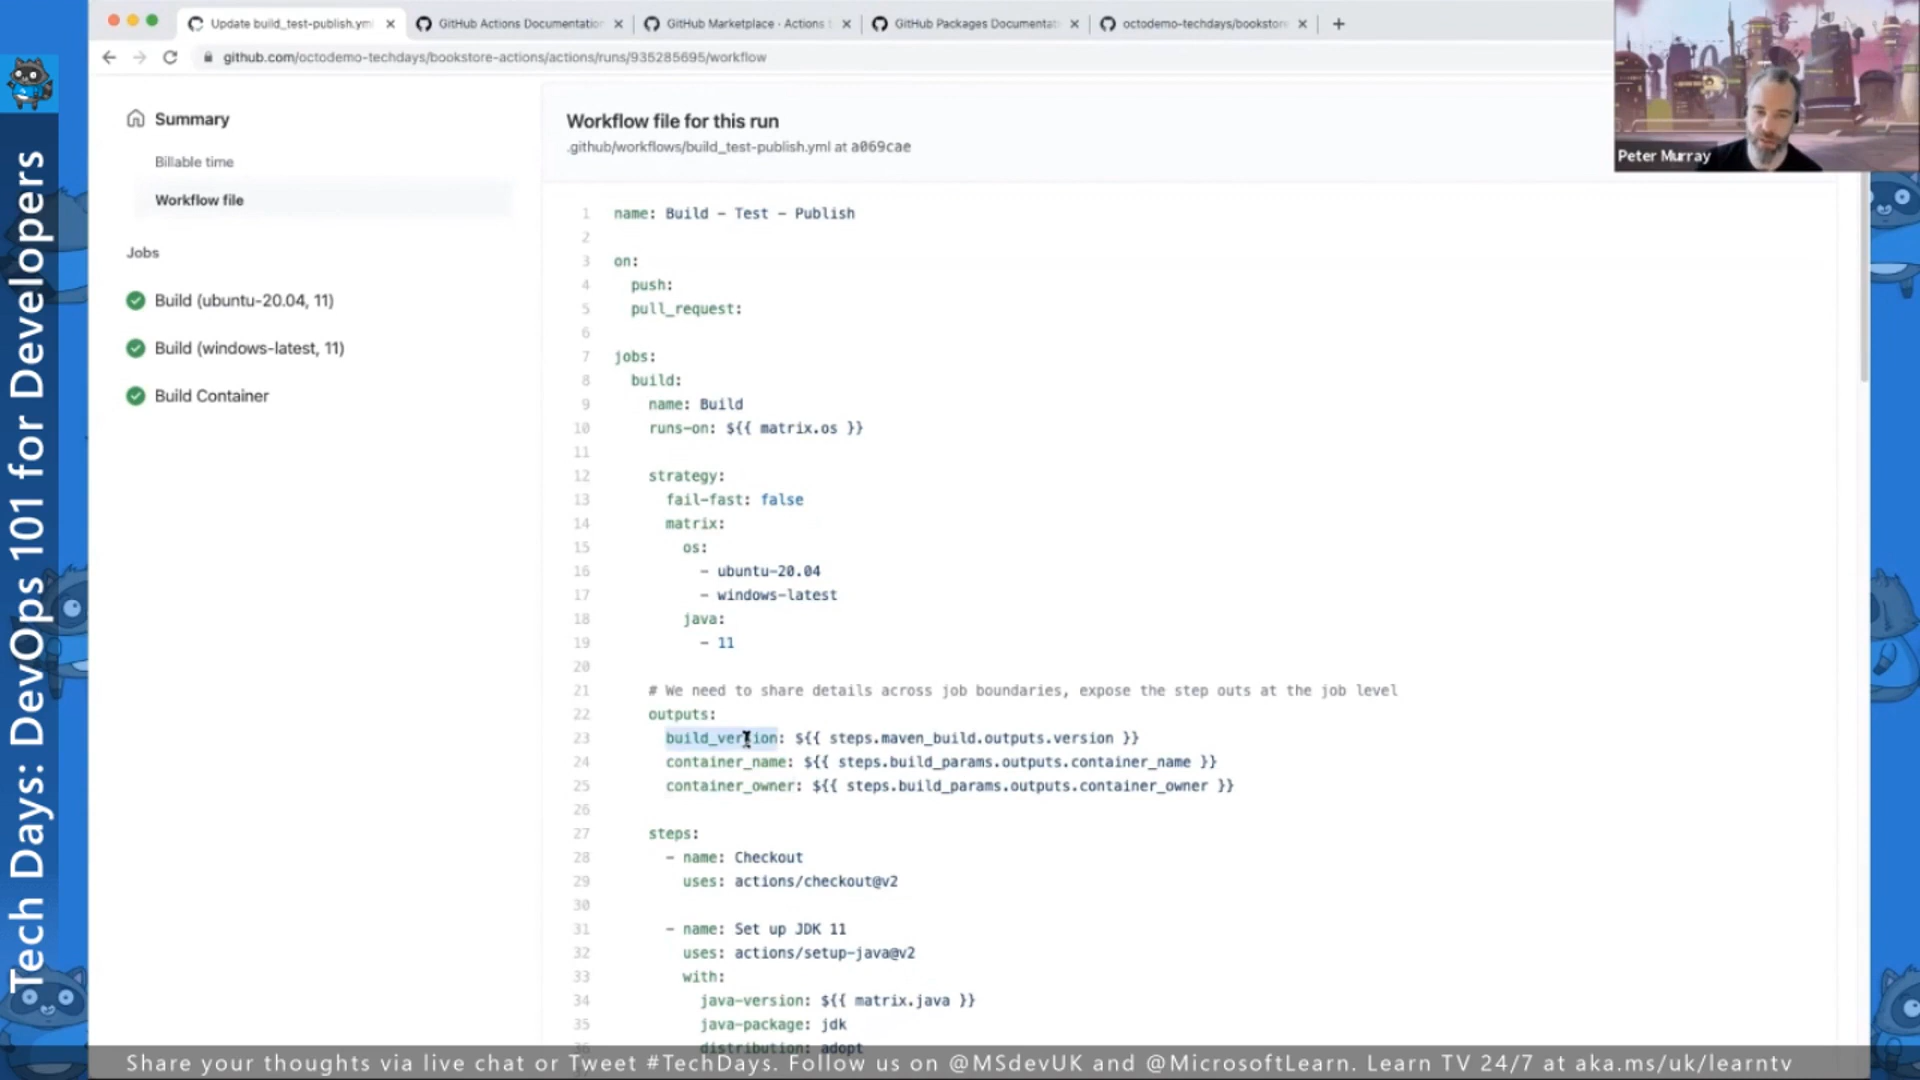 Tech Days: DevOps 101 for Developers
Update build_test-publish.yml
GitHub Actions Documentation
GitHub Marketplace · Actions
GitHub Packages Documentat
octodemo-techdays/bookstore
github.com/octodemo-techdays/bookstore-actions/actions/runs/935285695/workflow
Peter Murray
Summary
Billable time
Workflow file
Jobs
Build (ubuntu-20.04, 11)
Build (windows-latest, 11)
Build Container
Workflow file for this run
.github/workflows/build_test-publish.yml at a069cae
1 name: Build - Test - Publish
2
3 on:
4 push:
5 pull_request:
6
7 jobs:
8 build:
9 name: Build
10 runs-on: ${{ matrix.os }}
11
12 strategy:
13 fail-fast: false
14 matrix:
15 os:
16 - ubuntu-20.04
17 - windows-latest
18 java:
19 - 11
20
21 # We need to share details across job boundaries, expose the step outs at the job level
22 outputs:
23 build_version: ${{ steps.maven_build.outputs.version }}
24 container_name: ${{ steps.build_params.outputs.container_name }}
25 container_owner: ${{ steps.build_params.outputs.container_owner }}
26
27 steps:
28 - name: Checkout
29 uses: actions/checkout@v2
30
31 - name: Set up JDK 11
32 uses: actions/setup-java@v2
33 with:
34 java-version: ${{ matrix.java }}
35 java-package: jdk
36 distribution: adopt
Share your thoughts via live chat or Tweet #TechDays. Follow us on @MSdevUK and @MicrosoftLearn. Learn TV 24/7 at aka.ms/uk/learntv